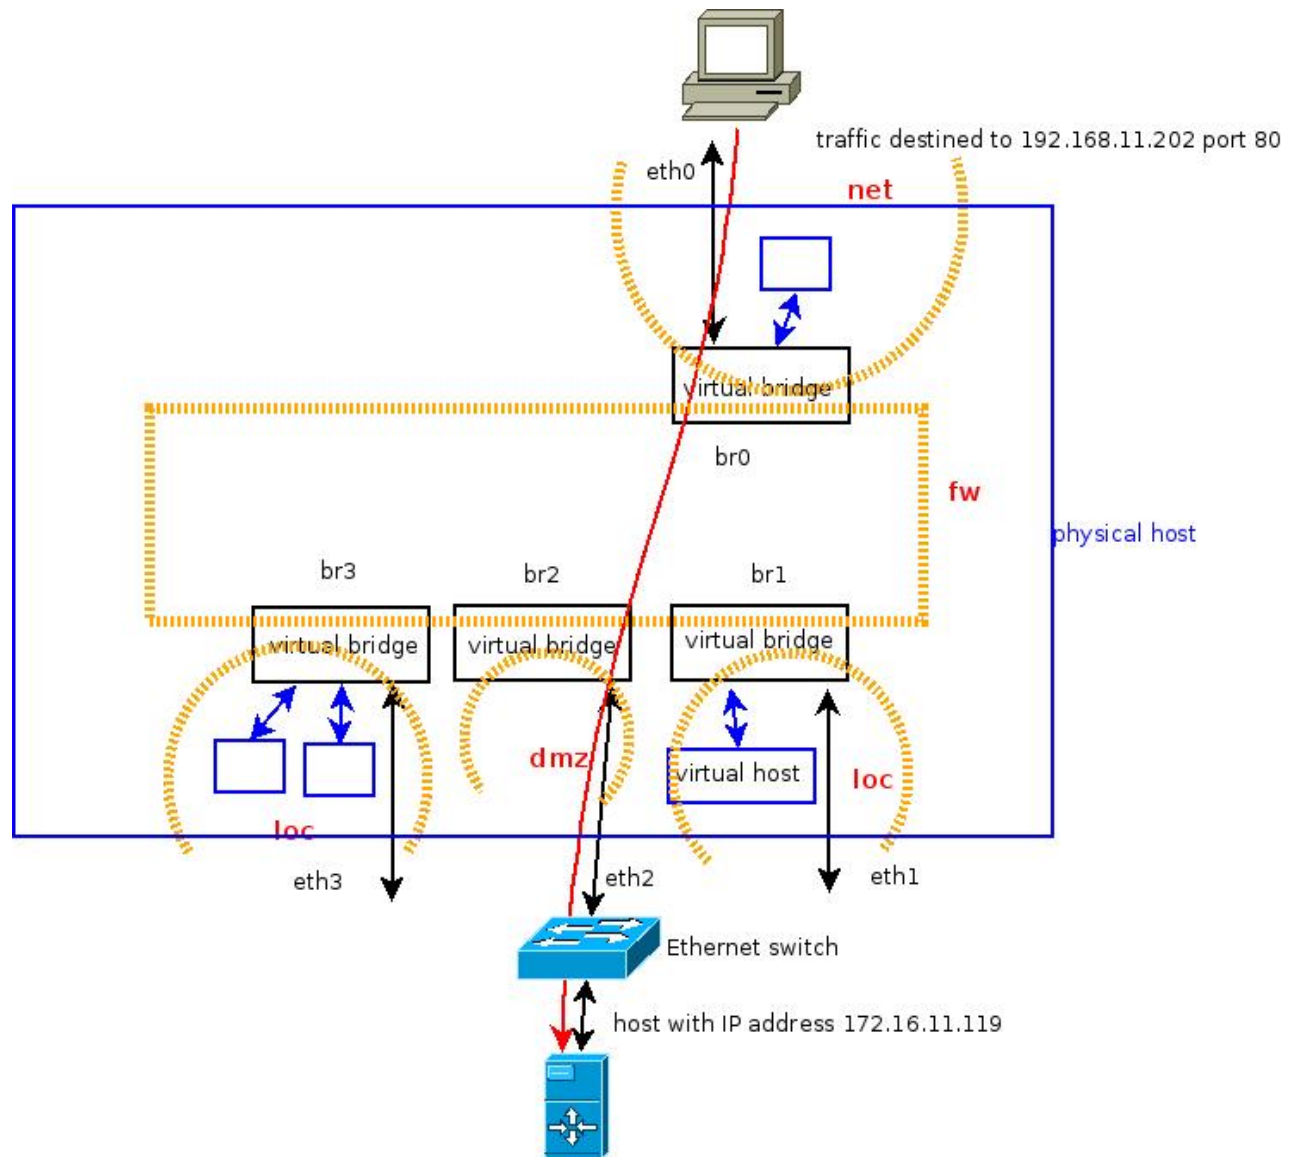 traffic destined to 192.168.11.202 port 80
eth0
net
virtual bridge
br0
fw
physical host
br3
br2
br1
virtual bridge
virtual bridge
virtual bridge
dmz
virtual host
loc
loc
eth3
eth2
eth1
Ethernet switch
host with IP address 172.16.11.119